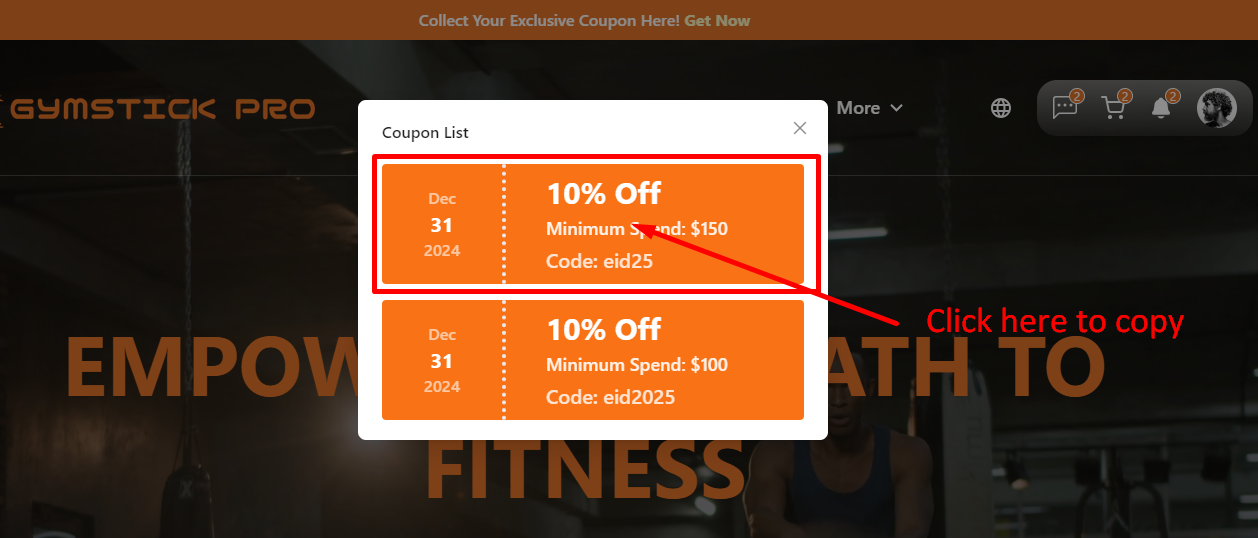 Collect Your Exclusive Coupon Here! Get Now
GYMSTICK PRO
More
2
2
2
Coupon List
Dec
31
2024
10% Off
Minimum Spend: $150
Code: eid25
Dec
31
2024
10% Off
Minimum Spend: $100
Code: eid2025
Click here to copy
EMPOW ATH TO
FITNESS